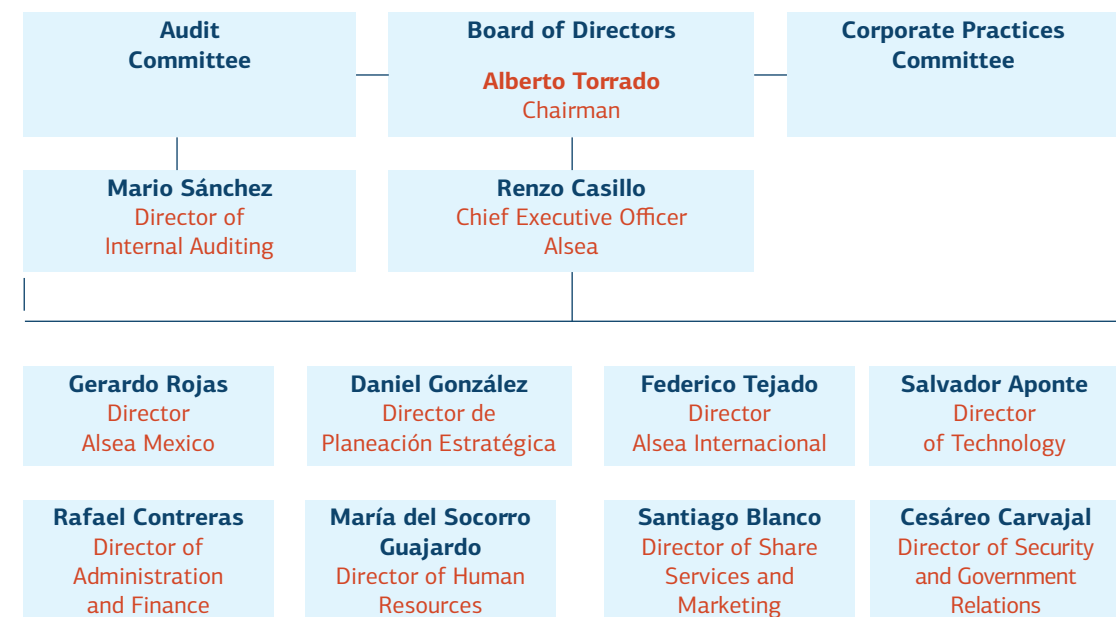 Audit
Committee
Board of Directors
Alberto Torrado
Chairman
Corporate Practices
Committee
Mario Sánchez
Director of
Internal Auditing
Renzo Casillo
Chief Executive Officer
Alsea
Gerardo Rojas
Director
Alsea Mexico
Daniel González
Director de
Planeación Estratégica
Federico Tejado
Director
Alsea Internacional
Salvador Aponte
Director
of Technology
Rafael Contreras
Director of
Administration
and Finance
María del Socorro
Guajardo
Director of Human
Resources
Santiago Blanco
Director of Share
Services and
Marketing
Cesáreo Carvajal
Director of Security
and Government
Relations